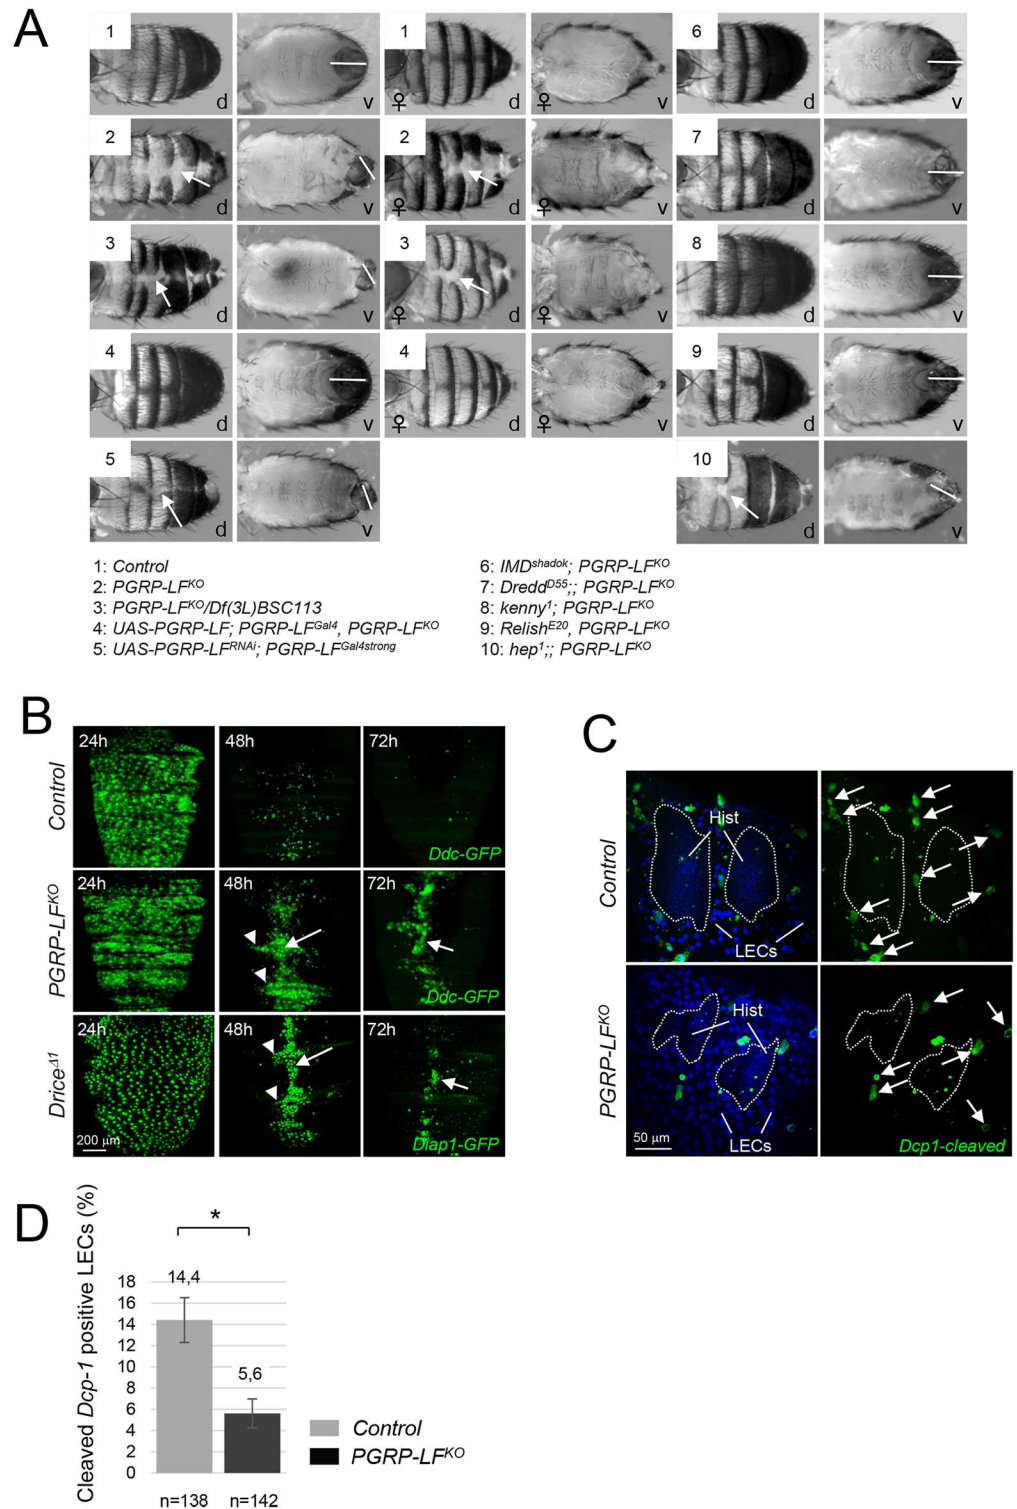 A
1
d
v
1
♀
d
♀
v
6
d
v
2
d
v
2
♀
d
♀
v
7
d
v
3
d
v
3
♀
d
♀
v
8
d
v
4
d
v
4
♀
d
♀
v
9
d
v
5
d
v
10
d
v
1: Control
2: PGRP-LFKO
3: PGRP-LFKO/Df(3L)BSC113
4: UAS-PGRP-LF; PGRP-LFGal4, PGRP-LFKO
5: UAS-PGRP-LFRNAi; PGRP-LFGal4strong
6: IMDshadok; PGRP-LFKO
7: DreddD55;; PGRP-LFKO
8: kenny1; PGRP-LFKO
9: RelishE20, PGRP-LFKO
10: hep1;; PGRP-LFKO
B
Control
24h
48h
72h
Ddc-GFP
PGRP-LFKO
24h
48h
72h
Ddc-GFP
DriceΔ1
24h
48h
72h
200 µm
Diap1-GFP
C
Control
Hist
LECs
PGRP-LFKO
Hist
LECs
50 µm
Dcp1-cleaved
D
Cleaved Dcp-1 positive LECs (%)
*
14,4
5,6
18
16
14
12
10
8
6
4
2
0
n=138
n=142
Control
PGRP-LFKO